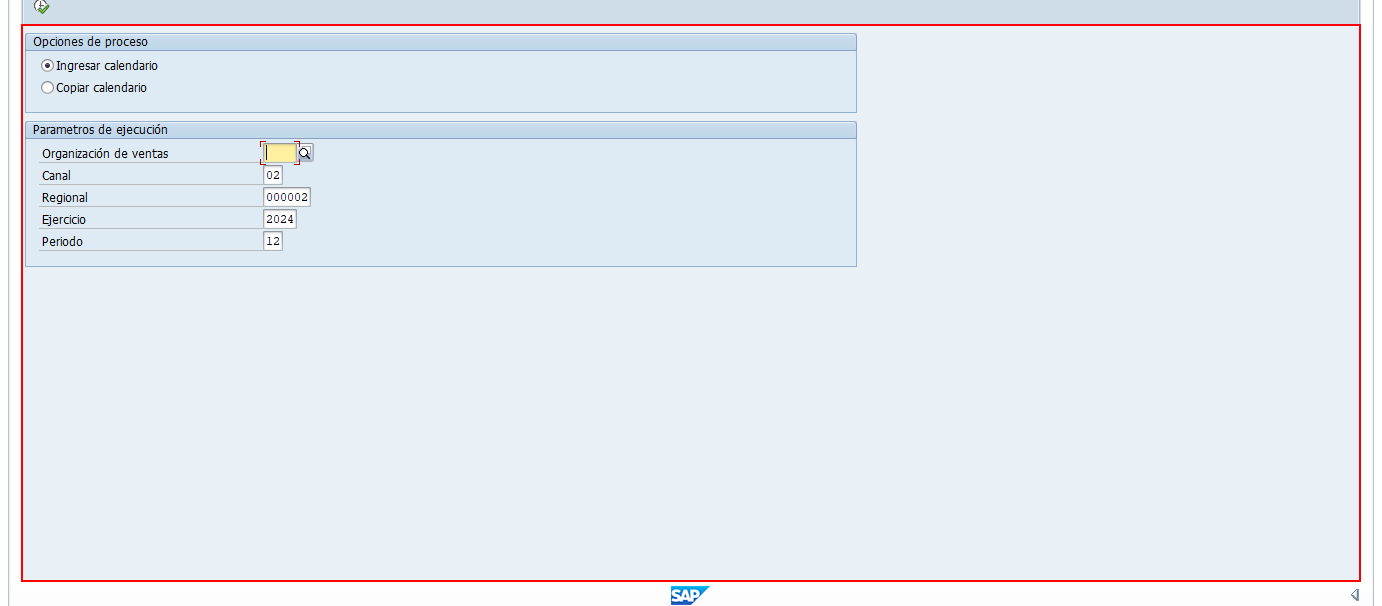 Opciones de proceso
Ingresar calendario
Copiar calendario
Parametros de ejecución
Organización de ventas
Canal 02
Regional 000002
Ejercicio 2024
Periodo 12
SAP